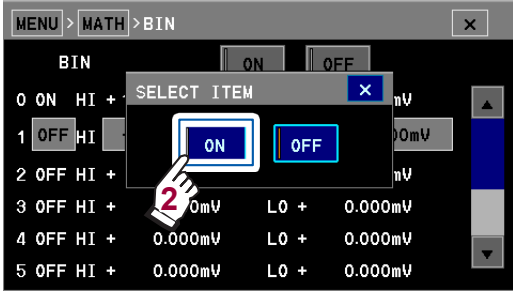 MENU > MATH >BIN ×
BIN ON OFF
SELECT ITEM ×
0 ON HI + mV
1 OFF HI 0mV
ON OFF
2 OFF HI + mV
2
3 OFF HI + 0mV LO + 0.000mV
4 OFF HI + 0.000mV LO + 0.000mV
5 OFF HI + 0.000mV LO + 0.000mV